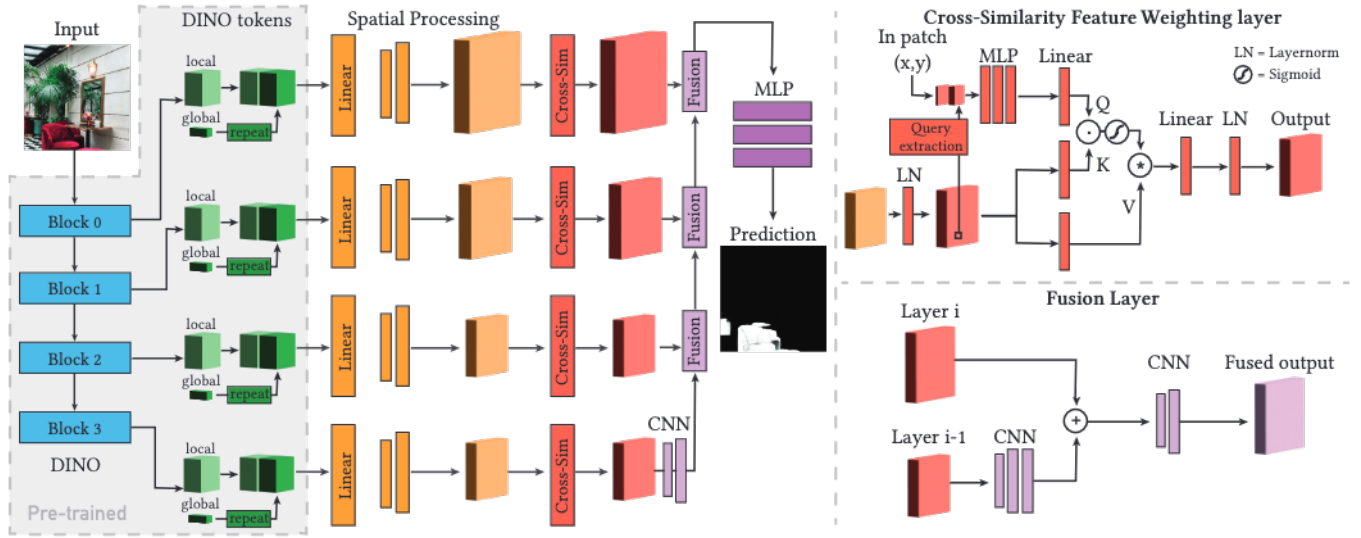 Input
DINO tokens
Spatial Processing
local
global
repeat
Linear
Cross-Sim
Fusion
MLP
Block 0
local
global
repeat
Linear
Cross-Sim
Fusion
Block 1
Prediction
Block 2
local
global
repeat
Linear
Cross-Sim
Fusion
Block 3
DINO
local
global
repeat
Linear
Cross-Sim
CNN
Pre-trained
Cross-Similarity Feature Weighting layer
In patch
(x,y)
MLP
Linear
LN = Layernorm
= Sigmoid
Q
Query
extraction
K
*
Linear
LN
Output
LN
V
Fusion Layer
Layer i
CNN
Fused output
+
Layer i-1
CNN